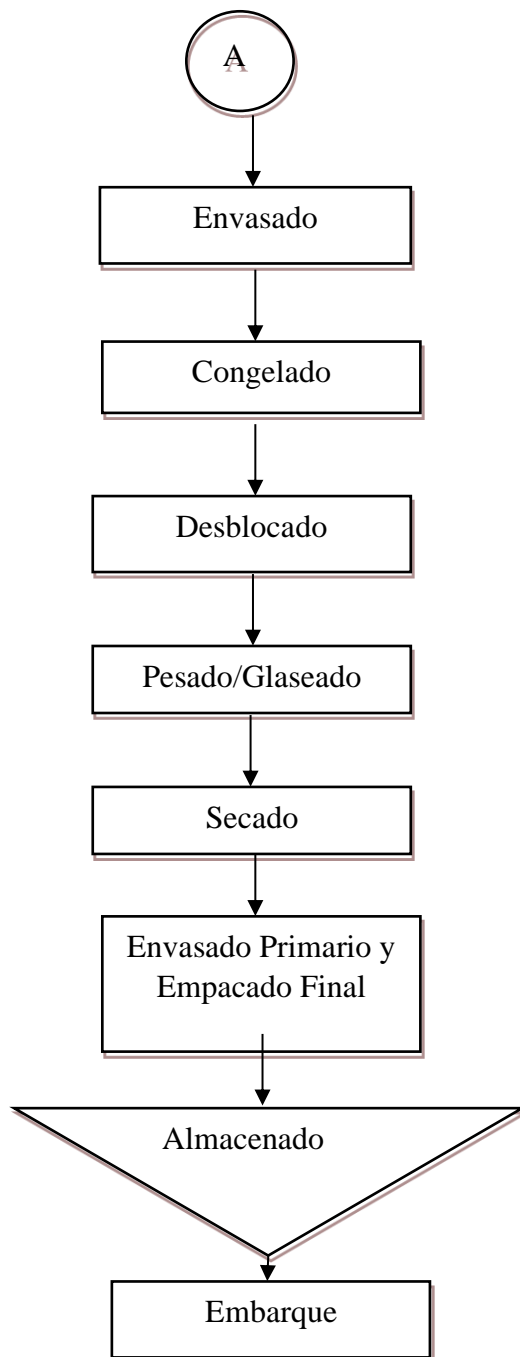 A
Envasado
Congelado
Desblocado
Pesado/Glaseado
Secado
Envasado Primario y
Empacado Final
Almacenado
Embarque